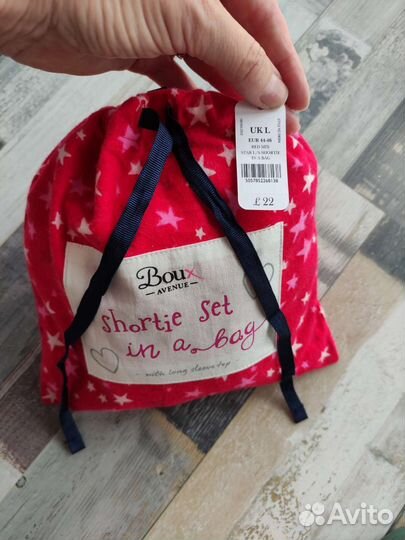 UK L
EUR 44-46
RED MIX
STAR L/S SHORTIE
IN A BAG
5057852268138
£ 22
Boux
— AVENUE —
shortie set
in a bag
- with long sleeve top -
Avito